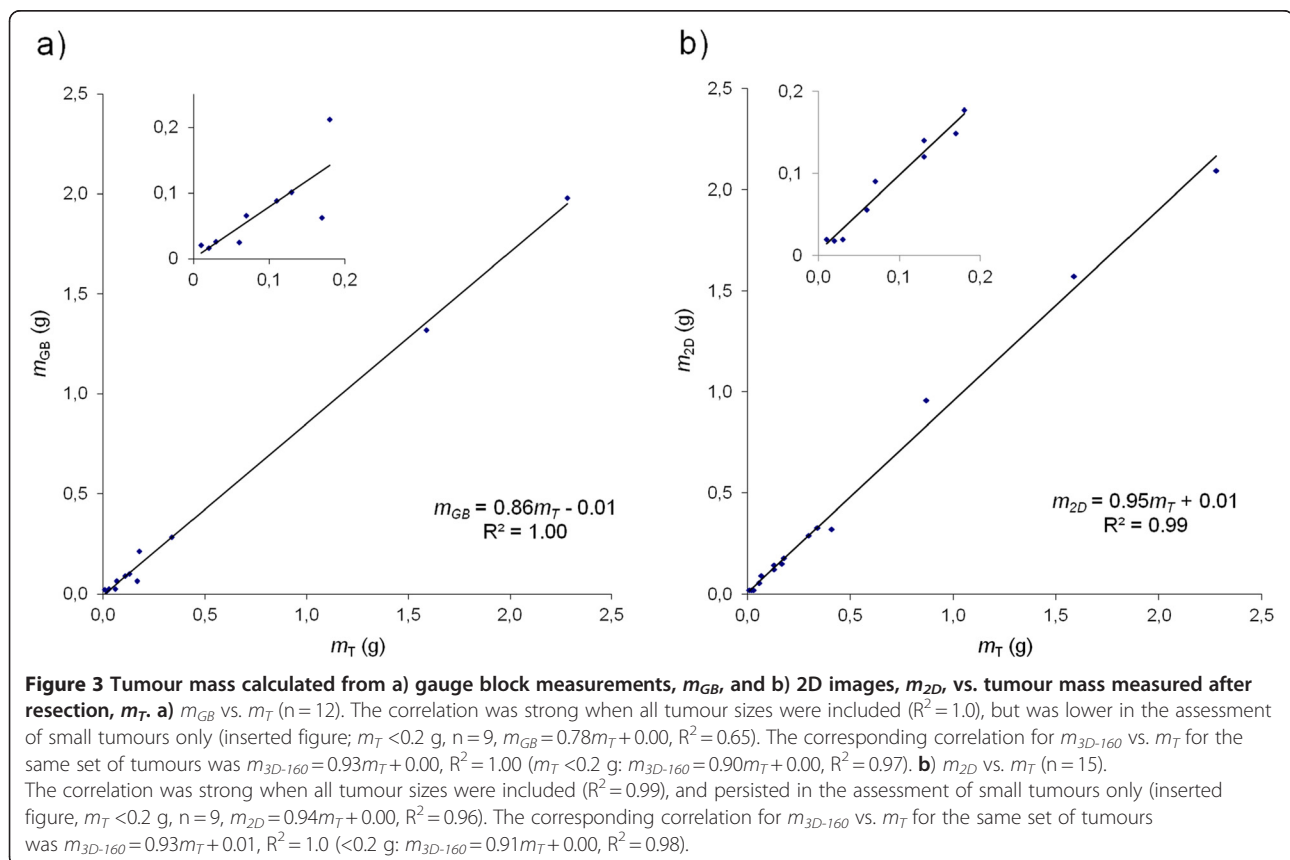 a)
2,5
2,0
1,5
1,0
0,5
0,0
0,0
0,5
1,0
1,5
2,0
2,5
m_GB (g)
m_T (g)
0,2
0,1
0
0
0,1
0,2
m_GB = 0.86m_T - 0.01
R² = 1.00
b)
2,5
2,0
1,5
1,0
0,5
0,0
0,0
0,5
1,0
1,5
2,0
2,5
m_2D (g)
m_T (g)
0,2
0,1
0
0,0
0,1
0,2
m_2D = 0.95m_T + 0.01
R² = 0.99
Figure 3 Tumour mass calculated from a) gauge block measurements, m_GB, and b) 2D images, m_2D, vs. tumour mass measured after
resection, m_T. a) m_GB vs. m_T (n = 12). The correlation was strong when all tumour sizes were included (R² = 1.0), but was lower in the assessment
of small tumours only (inserted figure; m_T <0.2 g, n = 9, m_GB = 0.78m_T + 0.00, R² = 0.65). The corresponding correlation for m_3D-160 vs. m_T for the
same set of tumours was m_3D-160 = 0.93m_T + 0.00, R² = 1.00 (m_T <0.2 g: m_3D-160 = 0.90m_T + 0.00, R² = 0.97). b) m_2D vs. m_T (n = 15).
The correlation was strong when all tumour sizes were included (R² = 0.99), and persisted in the assessment of small tumours only (inserted
figure, m_T <0.2 g, n = 9, m_2D = 0.94m_T + 0.00, R² = 0.96). The corresponding correlation for m_3D-160 vs. m_T for the same set of tumours
was m_3D-160 = 0.93m_T + 0.01, R² = 1.0 (<0.2 g: m_3D-160 = 0.91m_T + 0.00, R² = 0.98).